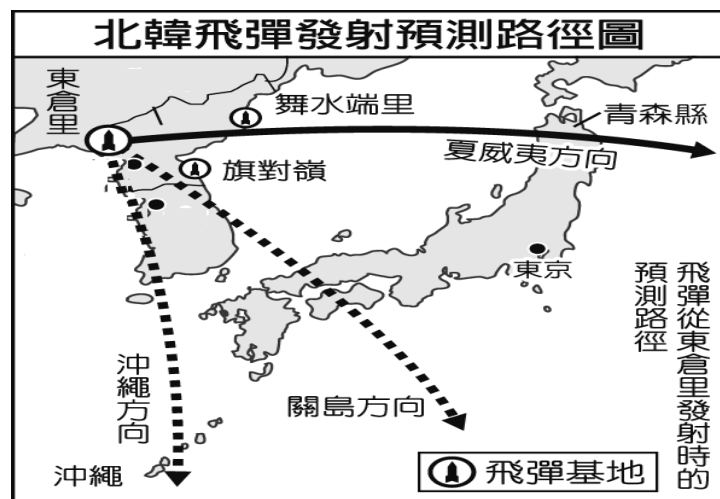 北韓飛彈發射預測路徑圖
東倉里
舞水端里
青森縣
夏威夷方向
旗對嶺
東京
飛彈從東倉里發射時的
預測路徑
沖繩方向
關島方向
沖繩
飛彈基地